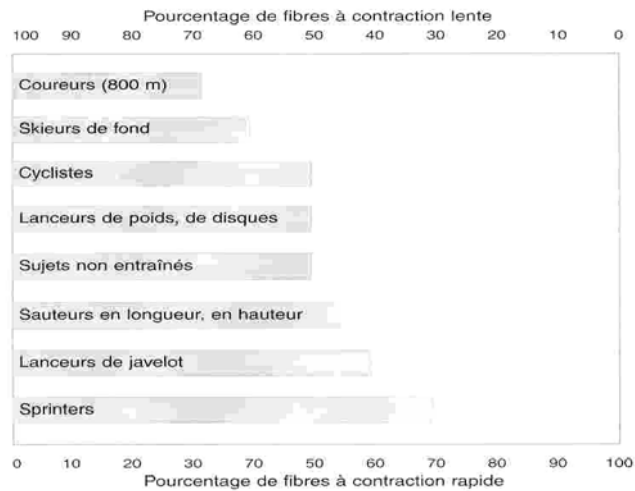 Pourcentage de fibres à contraction lente
100 90 80 70 60 50 40 30 20 10 0
Coureurs (800 m)
Skieurs de fond
Cyclistes
Lanceurs de poids, de disques
Sujets non entraînés
Sauteurs en longueur, en hauteur
Lanceurs de javelot
Sprinters
0 10 20 30 70 50 60 70 80 90 100
Pourcentage de fibres à contraction rapide